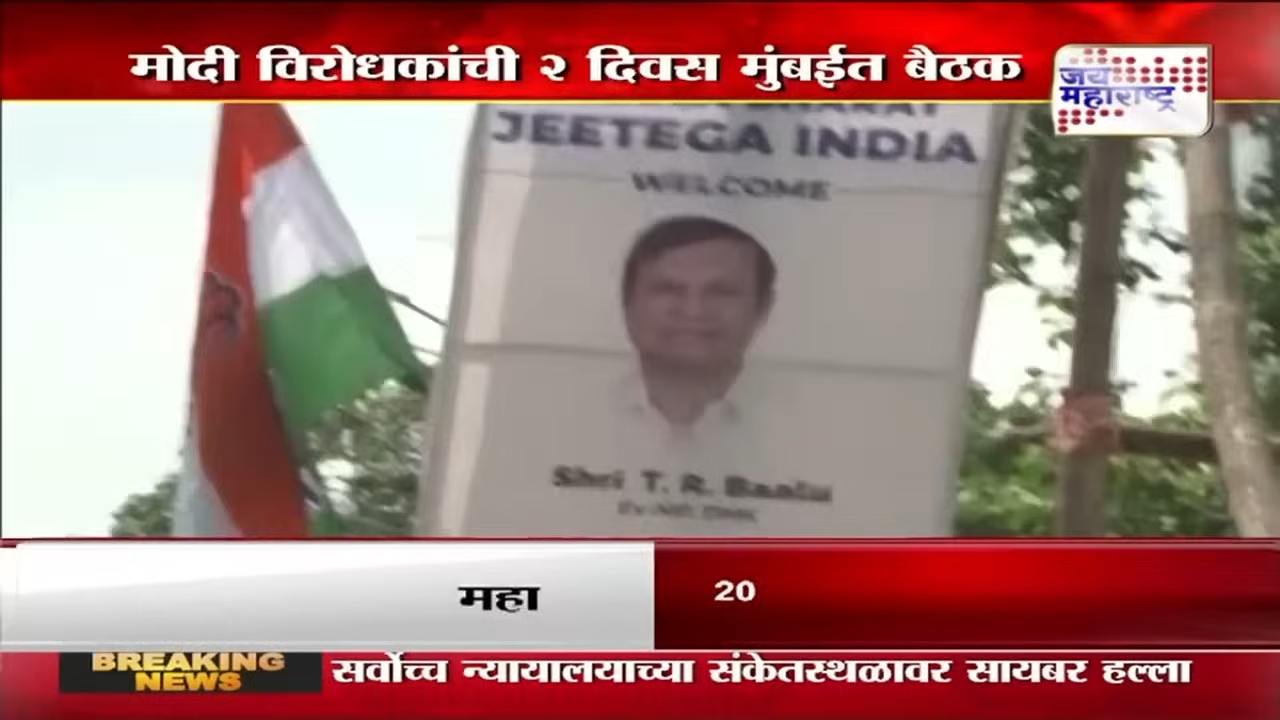 मोदी विरोधकांची २ दिवस मुंबईत बैठक
जय
महाराष्ट्र
JEETEGA INDIA
WELCOME
Shri T. R. Baalu
महा
20
BREAKING
NEWS
सर्वोच्च न्यायालयाच्या संकेतस्थळावर सायबर हल्ला